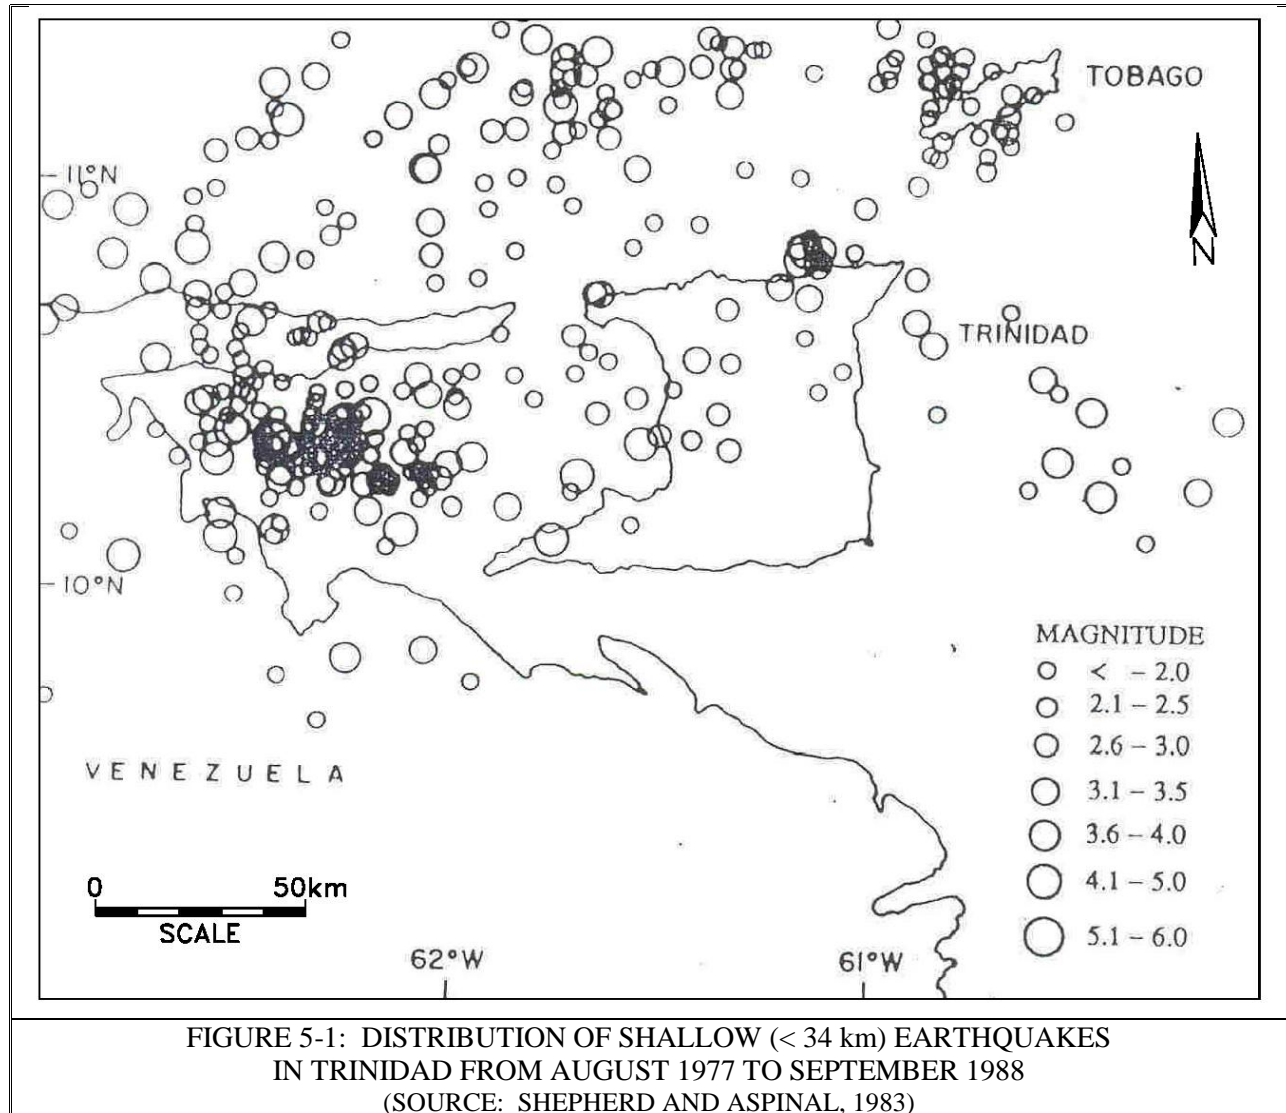 TOBAGO
11°N
N
TRINIDAD
10°N
MAGNITUDE
< - 2.0
2.1 – 2.5
2.6 – 3.0
3.1 – 3.5
3.6 – 4.0
4.1 – 5.0
5.1 – 6.0
VENEZUELA
0 50km
SCALE
62°W 61°W
FIGURE 5-1: DISTRIBUTION OF SHALLOW (< 34 km) EARTHQUAKES
IN TRINIDAD FROM AUGUST 1977 TO SEPTEMBER 1988
(SOURCE: SHEPHERD AND ASPINAL, 1983)